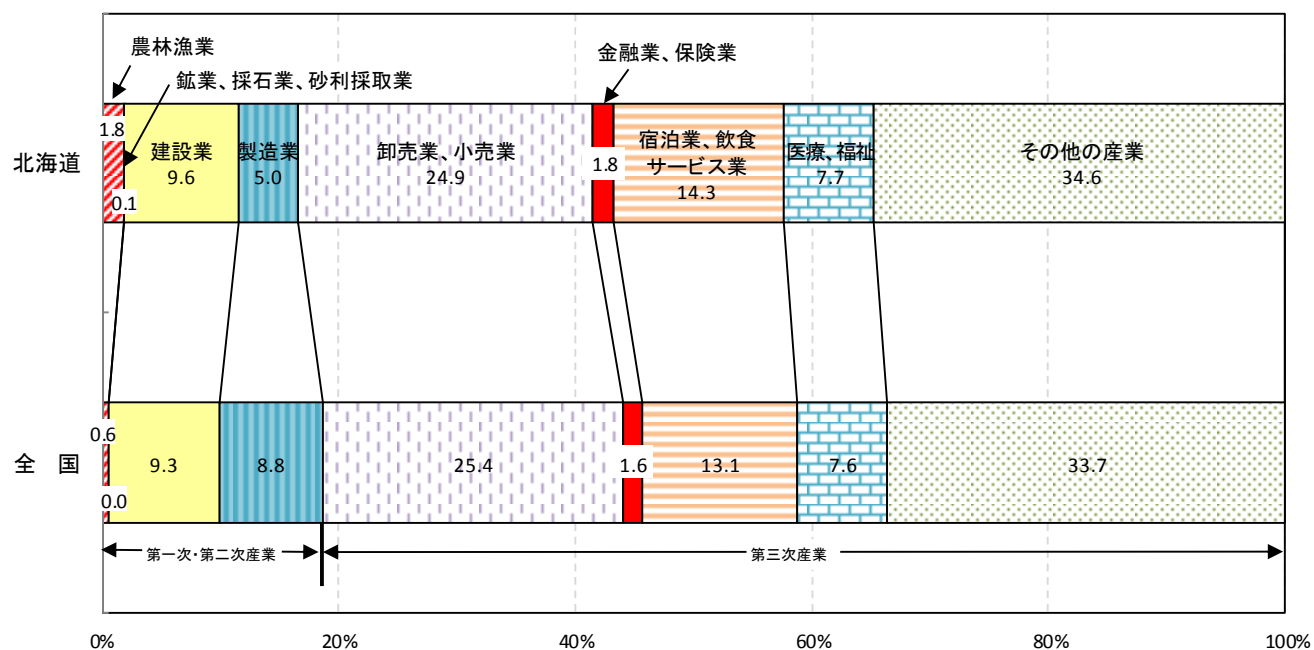 農林漁業
金融業、保険業
鉱業、採石業、砂利採取業
北海道
1.8
0.1
建設業
9.6
製造業
5.0
卸売業、小売業
24.9
1.8
宿泊業、飲食
サービス業
14.3
医療、福祉
7.7
その他の産業
34.6
全国
0.6
0.0
9.3
8.8
25.4
1.6
13.1
7.6
33.7
第一次・第二次産業
第三次産業
0%
20%
40%
60%
80%
100%